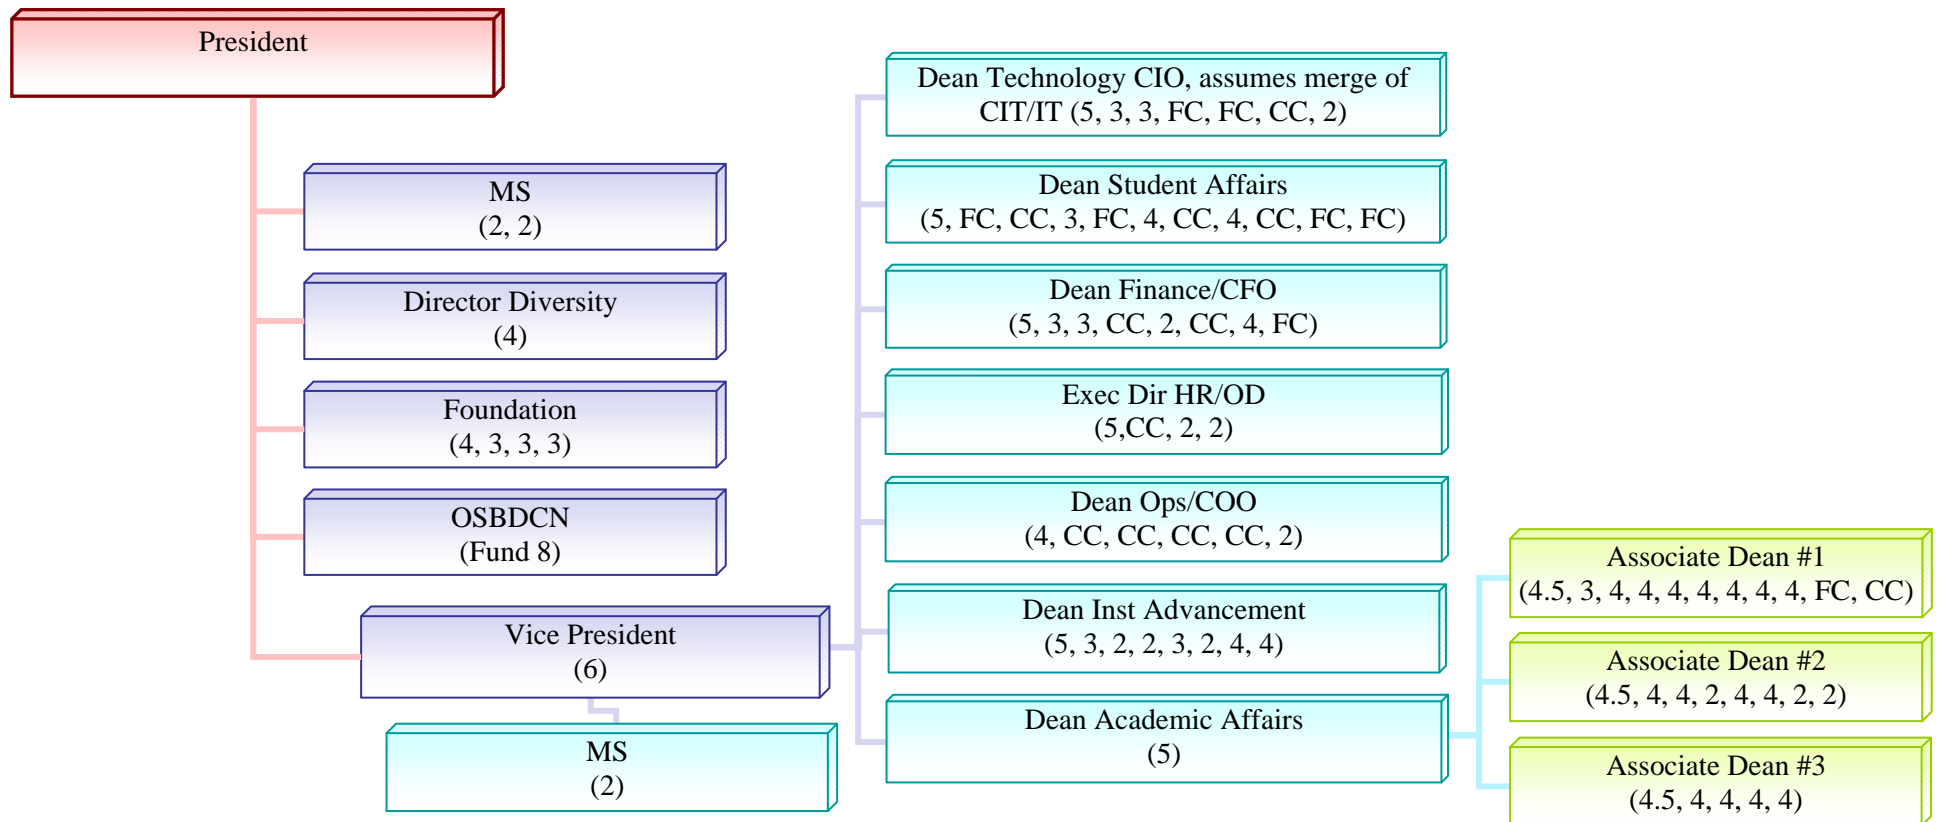 President
MS
(2, 2)
Director Diversity
(4)
Foundation
(4, 3, 3, 3)
OSBDCN
(Fund 8)
Vice President
(6)
MS
(2)
Dean Technology CIO, assumes merge of
CIT/IT (5, 3, 3, FC, FC, CC, 2)
Dean Student Affairs
(5, FC, CC, 3, FC, 4, CC, 4, CC, FC, FC)
Dean Finance/CFO
(5, 3, 3, CC, 2, CC, 4, FC)
Exec Dir HR/OD
(5,CC, 2, 2)
Dean Ops/COO
(4, CC, CC, CC, CC, 2)
Dean Inst Advancement
(5, 3, 2, 2, 3, 2, 4, 4)
Dean Academic Affairs
(5)
Associate Dean #1
(4.5, 3, 4, 4, 4, 4, 4, 4, 4, FC, CC)
Associate Dean #2
(4.5, 4, 4, 2, 4, 4, 2, 2)
Associate Dean #3
(4.5, 4, 4, 4, 4)